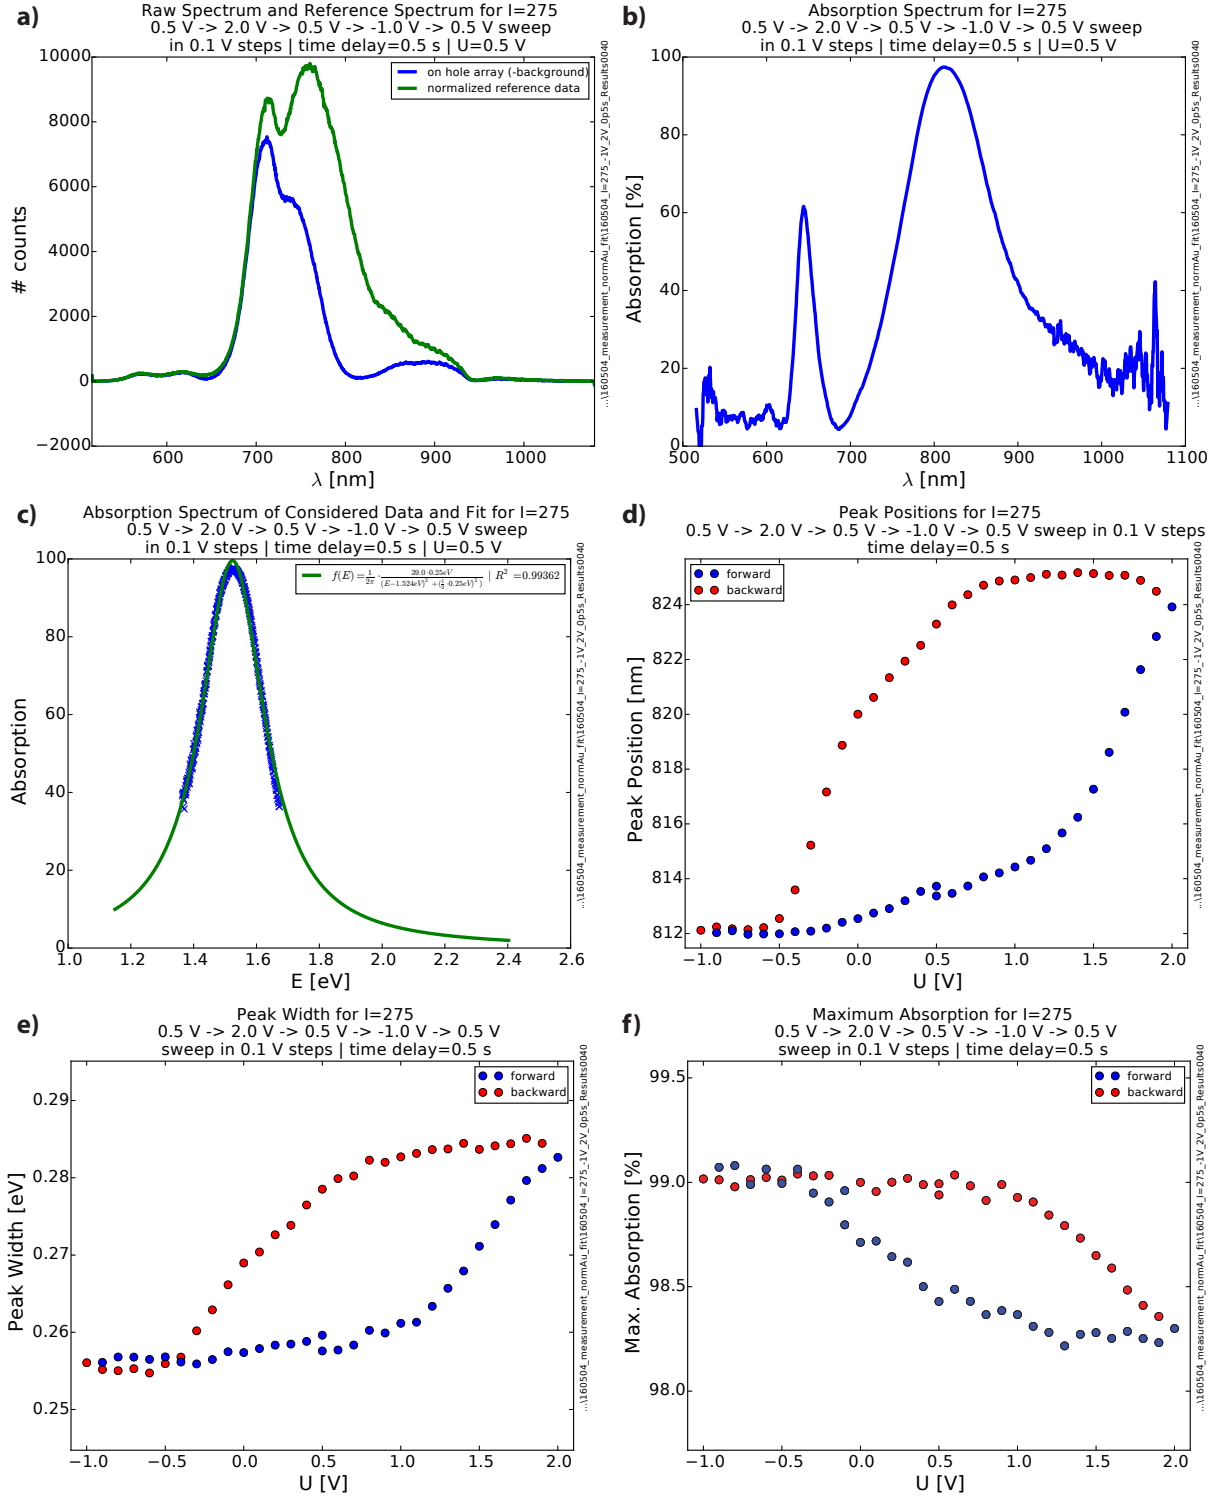 a)
Raw Spectrum and Reference Spectrum for I=275
0.5 V -> 2.0 V -> 0.5 V -> -1.0 V -> 0.5 V sweep
in 0.1 V steps | time delay=0.5 s | U=0.5 V
on hole array (-background)
normalized reference data
10000
8000
6000
4000
2000
0
−2000
# counts
600
700
800
900
1000
λ [nm]
...\160504_measurement_normAu_fit\160504_I=275_-1V_2V_0p5s_Results0040
b)
Absorption Spectrum for I=275
0.5 V -> 2.0 V -> 0.5 V -> -1.0 V -> 0.5 V sweep
in 0.1 V steps | time delay=0.5 s | U=0.5 V
100
80
60
40
20
0
Absorption [%]
500
600
700
800
900
1000
1100
λ [nm]
...\160504_measurement_normAu_fit\160504_I=275_-1V_2V_0p5s_Results0040
c)
Absorption Spectrum of Considered Data and Fit for I=275
0.5 V -> 2.0 V -> 0.5 V -> -1.0 V -> 0.5 V sweep
in 0.1 V steps | time delay=0.5 s | U=0.5 V
f(E)=1/2π · 39.0·0.25eV/((E−1.524eV)² +(1/2·0.25eV)²) | R² =0.99362
100
80
60
40
20
0
Absorption
1.0
1.2
1.4
1.6
1.8
2.0
2.2
2.4
2.6
E [eV]
...\160504_measurement_normAu_fit\160504_I=275_-1V_2V_0p5s_Results0040
d)
Peak Positions for I=275
0.5 V -> 2.0 V -> 0.5 V -> -1.0 V -> 0.5 V sweep in 0.1 V steps
time delay=0.5 s
forward
backward
824
822
820
818
816
814
812
Peak Position [nm]
−1.0
−0.5
0.0
0.5
1.0
1.5
2.0
U [V]
...\160504_measurement_normAu_fit\160504_I=275_-1V_2V_0p5s_Results0040
e)
Peak Width for I=275
0.5 V -> 2.0 V -> 0.5 V -> -1.0 V -> 0.5 V
sweep in 0.1 V steps | time delay=0.5 s
forward
backward
0.29
0.28
0.27
0.26
0.25
Peak Width [eV]
−1.0
−0.5
0.0
0.5
1.0
1.5
2.0
U [V]
...\160504_measurement_normAu_fit\160504_I=275_-1V_2V_0p5s_Results0040
f)
Maximum Absorption for I=275
0.5 V -> 2.0 V -> 0.5 V -> -1.0 V -> 0.5 V
sweep in 0.1 V steps | time delay=0.5 s
forward
backward
99.5
99.0
98.5
98.0
Max. Absorption [%]
−1.0
−0.5
0.0
0.5
1.0
1.5
2.0
U [V]
...\160504_measurement_normAu_fit\160504_I=275_-1V_2V_0p5s_Results0040